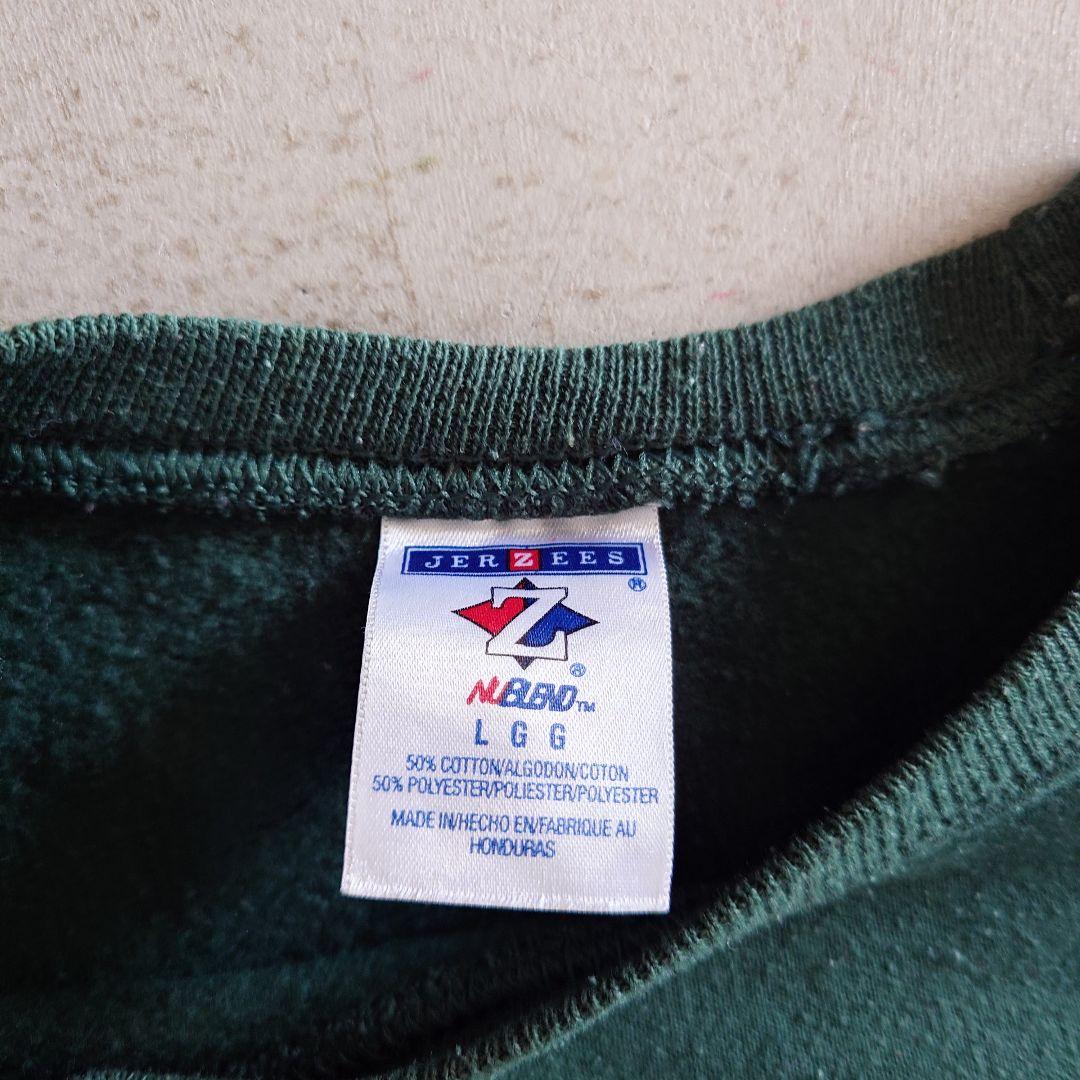 JERZEES
®
Z
®
NUBLEND™
L G G
50% COTTON/ALGODON/COTON
50% POLYESTER/POLIESTER/POLYESTER
MADE IN/HECHO EN/FABRIQUE AU
HONDURAS